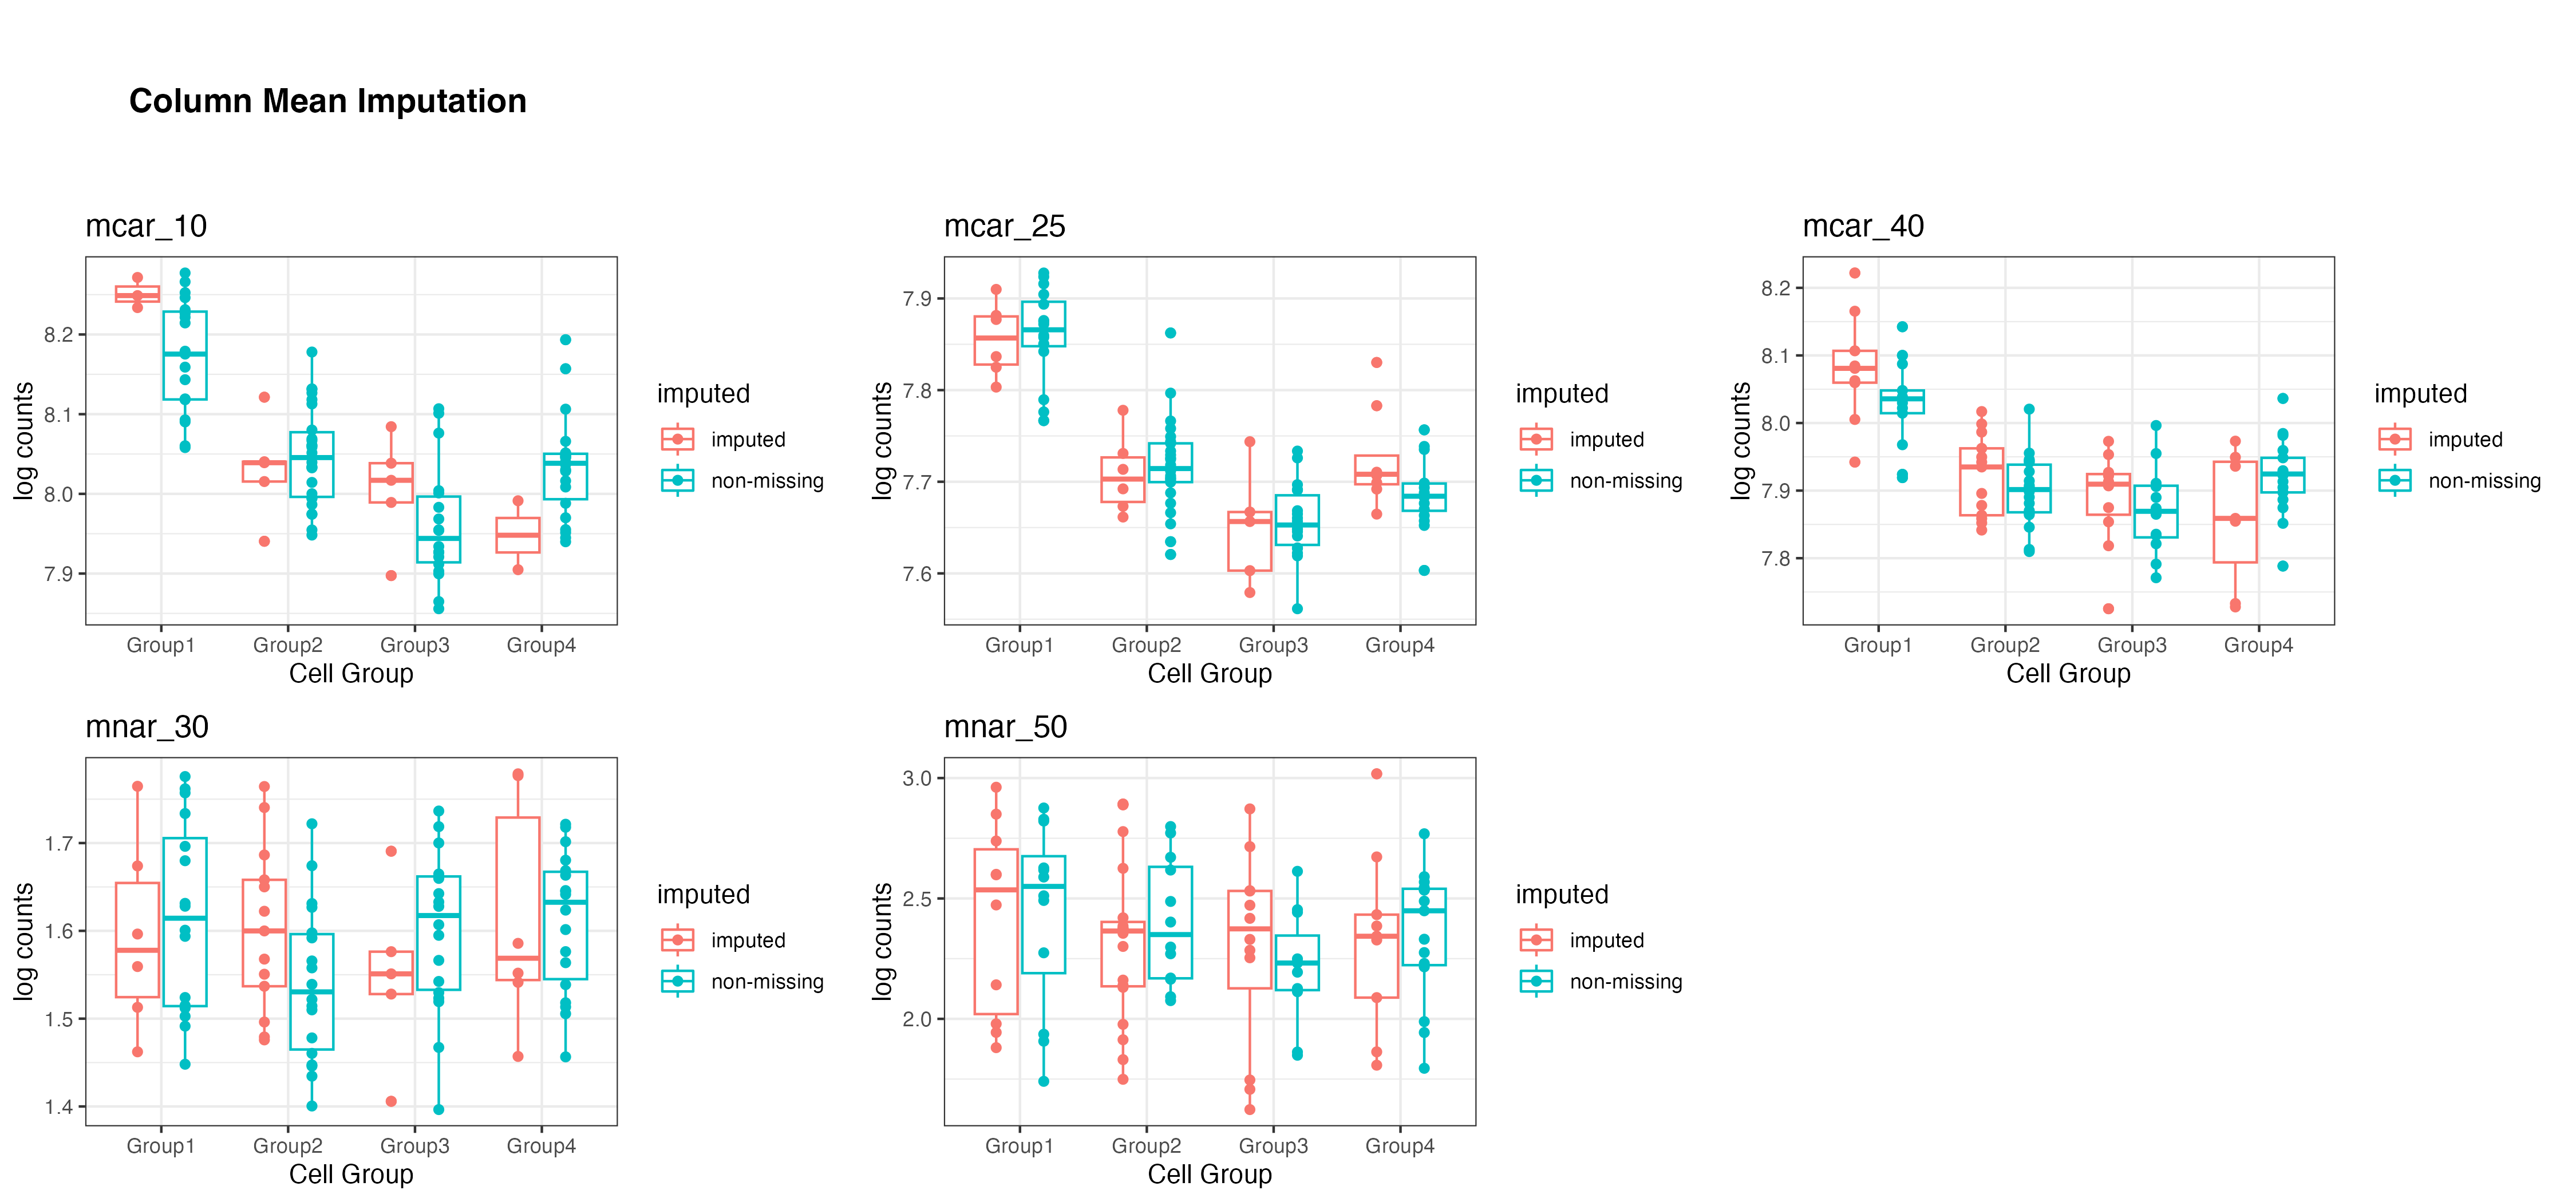 Column Mean Imputation
mcar_10
log counts
8.2
8.1
8.0
7.9
Group1 Group2 Group3 Group4
Cell Group
imputed
imputed
non-missing
mcar_25
log counts
7.9
7.8
7.7
7.6
Group1 Group2 Group3 Group4
Cell Group
imputed
imputed
non-missing
mcar_40
log counts
8.2
8.1
8.0
7.9
7.8
Group1 Group2 Group3 Group4
Cell Group
imputed
imputed
non-missing
mnar_30
log counts
1.7
1.6
1.5
1.4
Group1 Group2 Group3 Group4
Cell Group
imputed
imputed
non-missing
mnar_50
log counts
3.0
2.5
2.0
Group1 Group2 Group3 Group4
Cell Group
imputed
imputed
non-missing